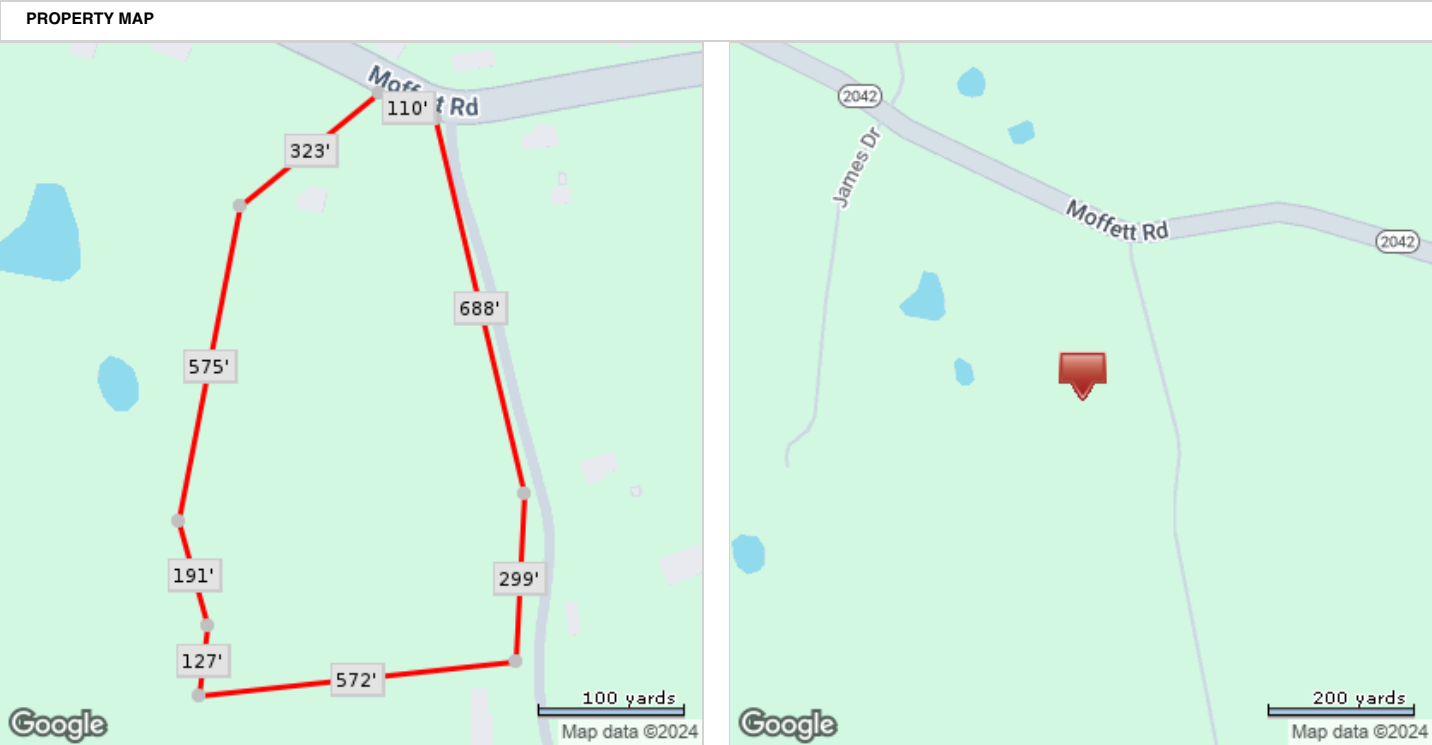 PROPERTY MAP
Moffett Rd
110'
323'
688'
575'
191'
299'
127'
572'
100 yards
Google
Map data ©2024
2042
James Dr
Moffett Rd
2042
200 yards
Google
Map data ©2024